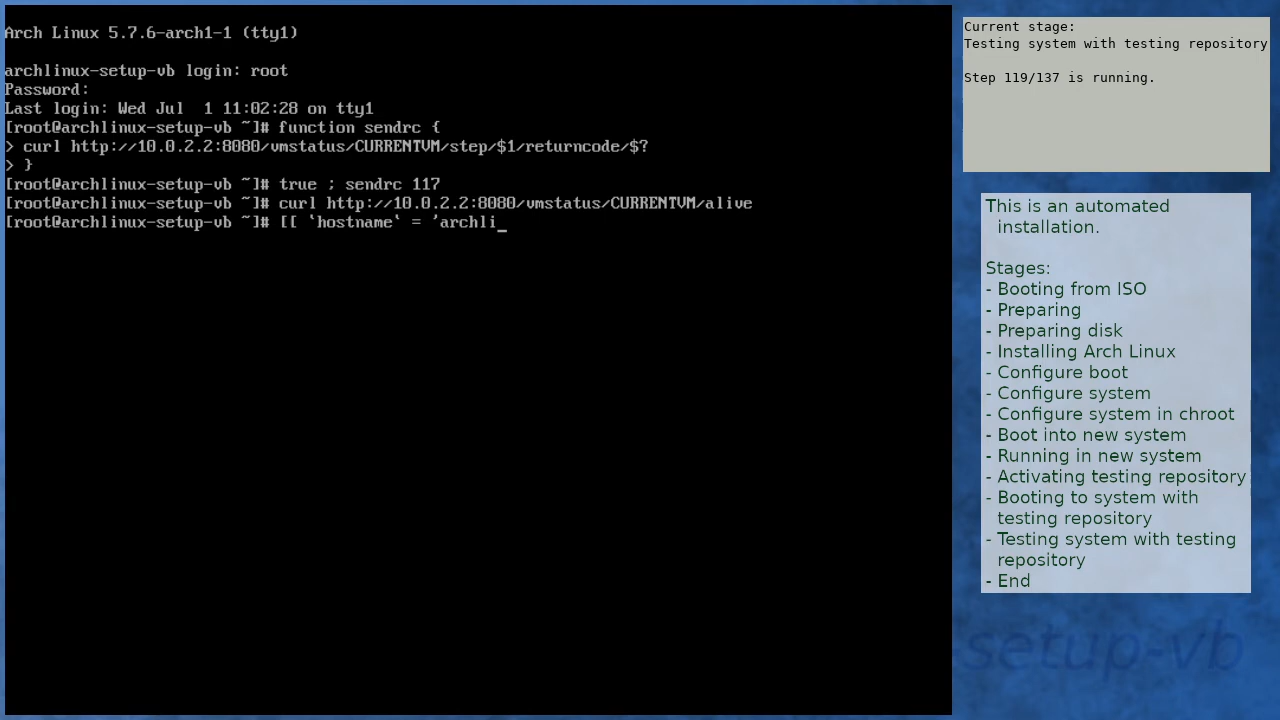 Arch Linux 5.7.6-arch1-1 (tty1)
archlinux-setup-vb login: root
Password:
Last login: Wed Jul  1 11:02:28 on tty1
[root@archlinux-setup-vb ~]# function sendrc {
> curl http://10.0.2.2:8080/vmstatus/CURRENTVM/step/$1/returncode/$?
> }
[root@archlinux-setup-vb ~]# true ; sendrc 117
[root@archlinux-setup-vb ~]# curl http://10.0.2.2:8080/vmstatus/CURRENTVM/alive
[root@archlinux-setup-vb ~]# [[ `hostname` = 'archli_
Current stage:
Testing system with testing repository
Step 119/137 is running.
This is an automated
installation.
Stages:
- Booting from ISO
- Preparing
- Preparing disk
- Installing Arch Linux
- Configure boot
- Configure system
- Configure system in chroot
- Boot into new system
- Running in new system
- Activating testing repository
- Booting to system with
testing repository
- Testing system with testing
repository
- End
setup-vb